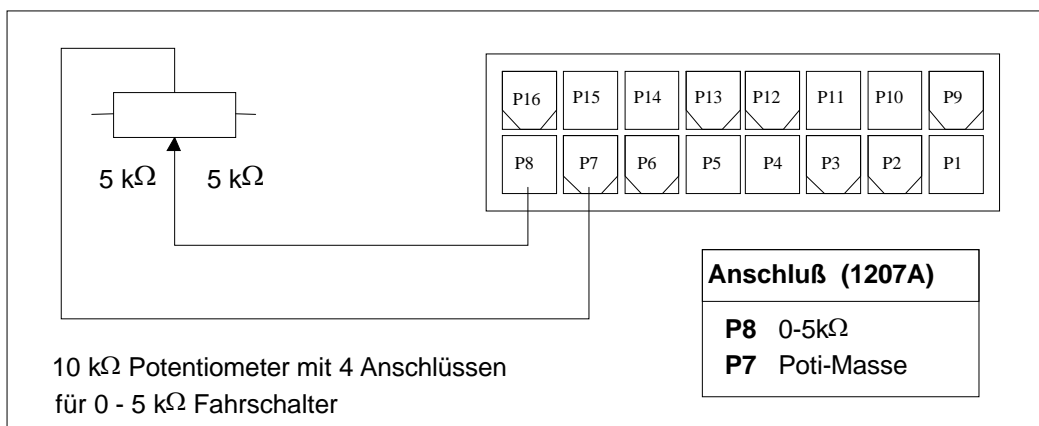 P16 P15 P14 P13 P12 P11 P10 P9
P8 P7 P6 P5 P4 P3 P2 P1
5 kΩ 5 kΩ
Anschluß (1207A)
P8 0-5kΩ
P7 Poti-Masse
10 kΩ Potentiometer mit 4 Anschlüssen
für 0 - 5 kΩ Fahrschalter